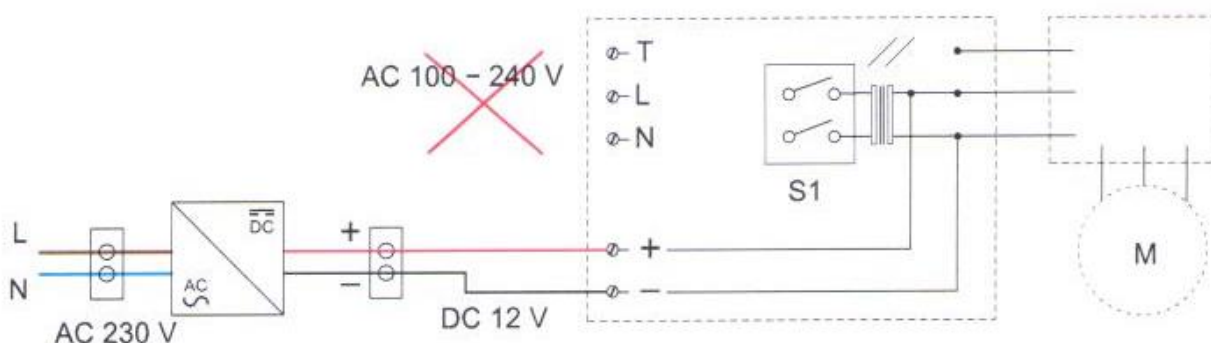 AC 100 – 240 V
T
L
N
S1
L
N
DC
AC
AC 230 V
+
−
DC 12 V
+
−
M